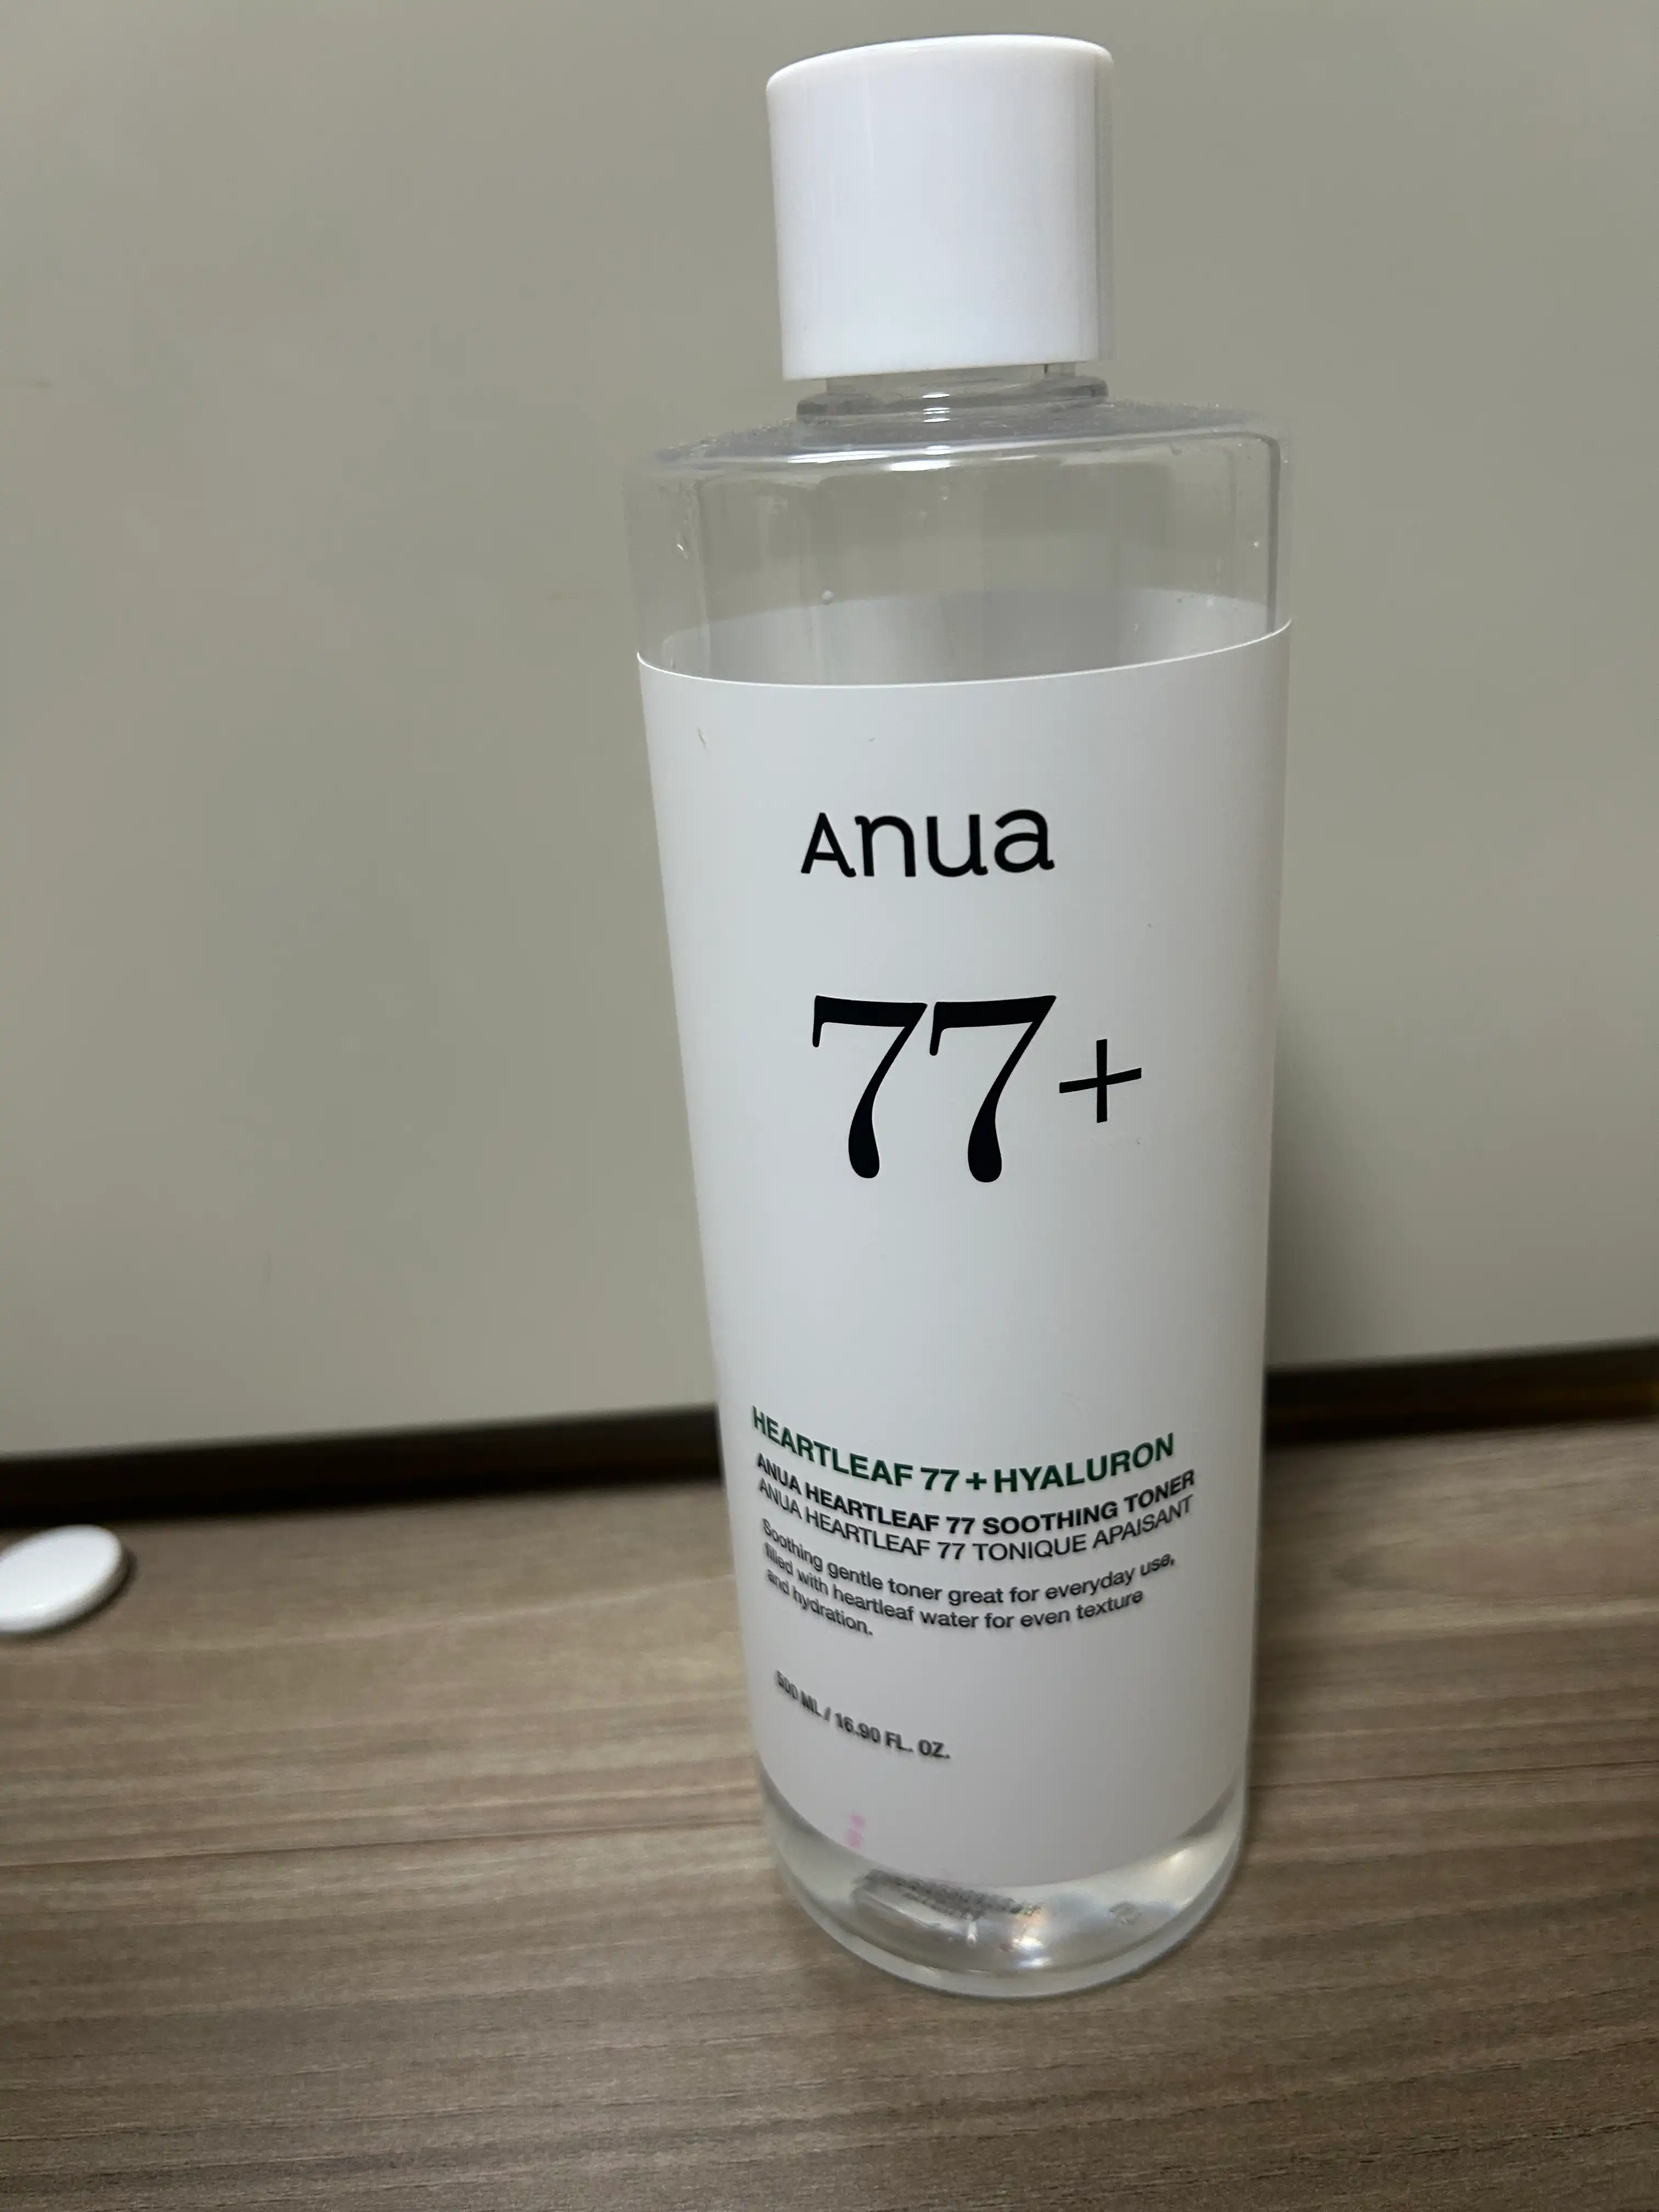 Anua
77+
HEARTLEAF 77+HYALURON
ANUA HEARTLEAF 77 SOOTHING TONER
ANUA HEARTLEAF 77 TONIQUE APAISANT
Soothing gentle toner great for everyday use,
filled with heartleaf water for even texture
and hydration.
500 ML / 16.90 FL. OZ.